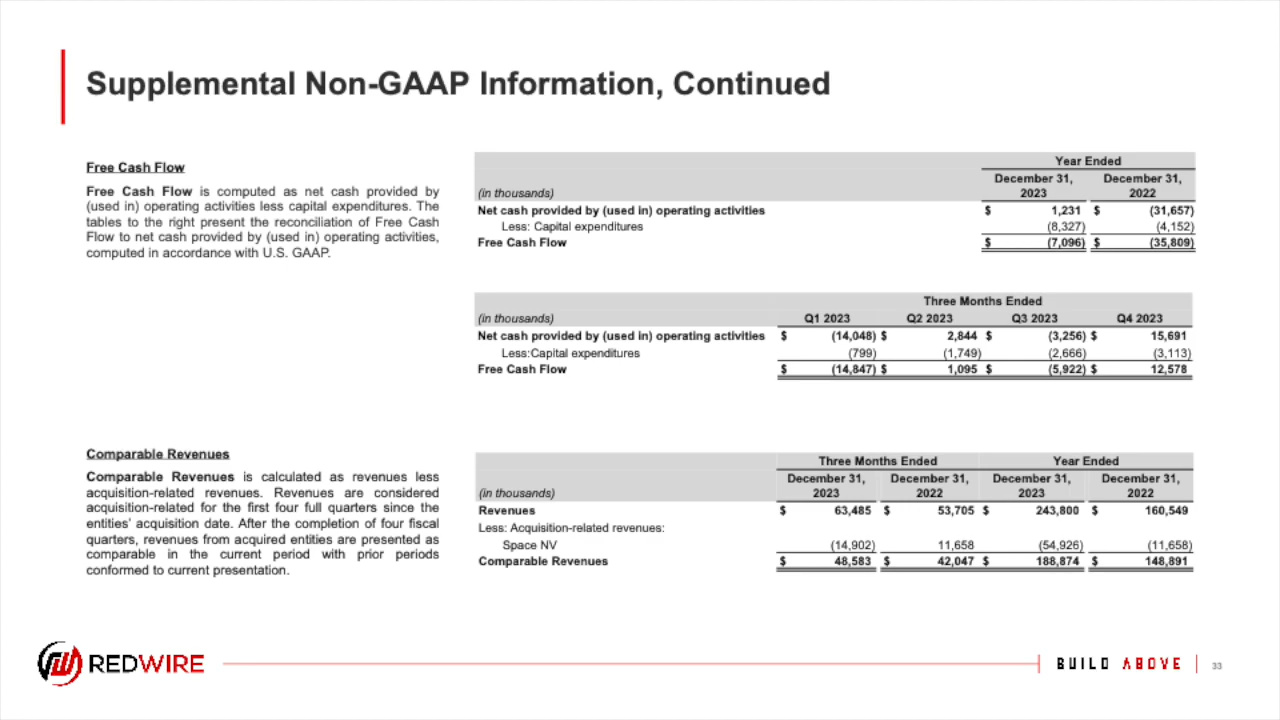 Supplemental Non-GAAP Information, Continued
Free Cash Flow
Free Cash Flow is computed as net cash provided by
(used in) operating activities less capital expenditures. The
tables to the right present the reconciliation of Free Cash
Flow to net cash provided by (used in) operating activities,
computed in accordance with U.S. GAAP.
Year Ended
December 31, December 31,
(in thousands) 2023 2022
Net cash provided by (used in) operating activities $ 1,231 $ (31,657)
Less: Capital expenditures (8,327) (4,152)
Free Cash Flow $ (7,096) $ (35,809)
Three Months Ended
(in thousands) Q1 2023 Q2 2023 Q3 2023 Q4 2023
Net cash provided by (used in) operating activities $ (14,048) $ 2,844 $ (3,256) $ 15,691
Less:Capital expenditures (799) (1,749) (2,666) (3,113)
Free Cash Flow $ (14,847) $ 1,095 $ (5,922) $ 12,578
Comparable Revenues
Comparable Revenues is calculated as revenues less
acquisition-related revenues. Revenues are considered
acquisition-related for the first four full quarters since the
entities' acquisition date. After the completion of four fiscal
quarters, revenues from acquired entities are presented as
comparable in the current period with prior periods
conformed to current presentation.
Three Months Ended Year Ended
December 31, December 31, December 31, December 31,
(in thousands) 2023 2022 2023 2022
Revenues $ 63,485 $ 53,705 $ 243,800 $ 160,549
Less: Acquisition-related revenues:
Space NV (14,902) 11,658 (54,926) (11,658)
Comparable Revenues $ 48,583 $ 42,047 $ 188,874 $ 148,891
REDWIRE
BUILD ABOVE
33